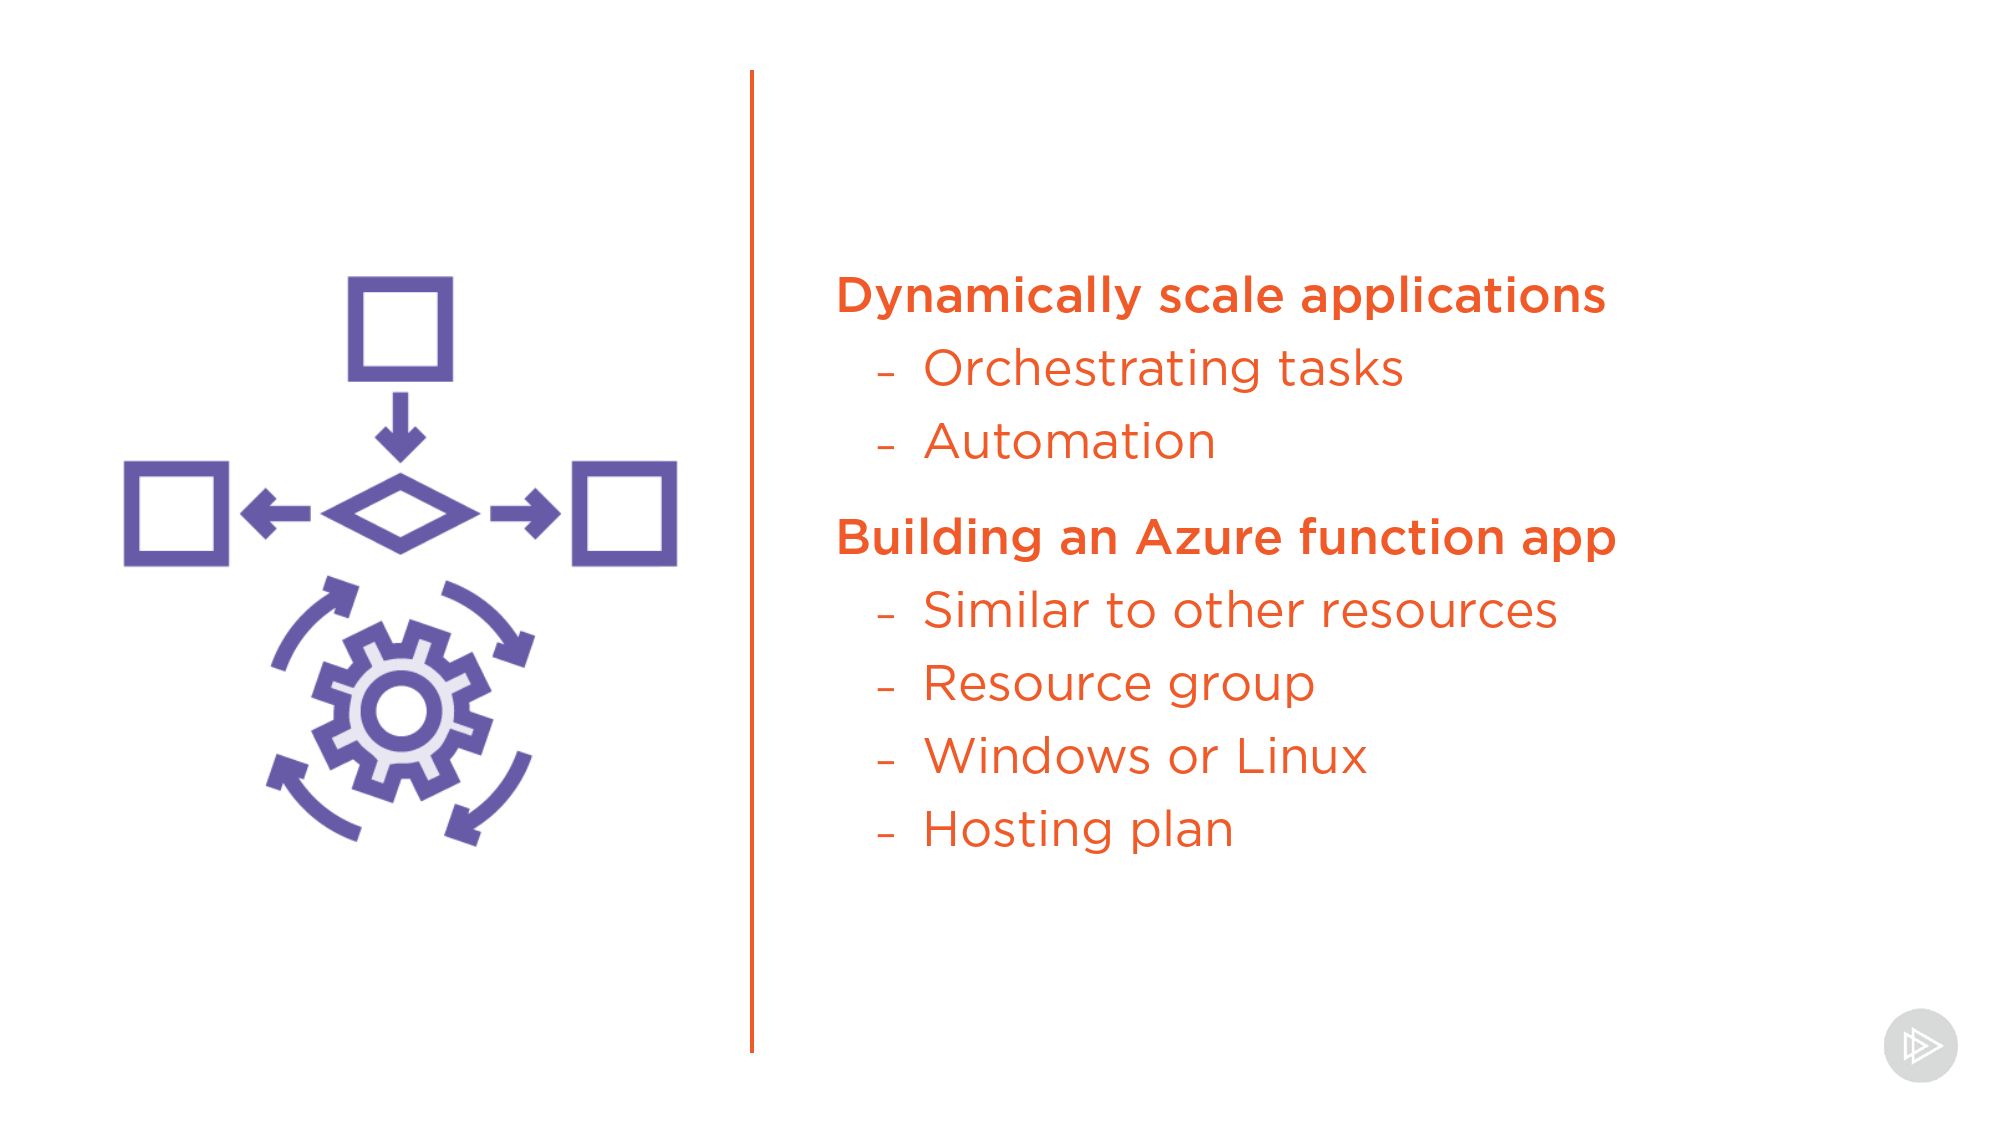 Dynamically scale applications
– Orchestrating tasks
– Automation
Building an Azure function app
– Similar to other resources
– Resource group
– Windows or Linux
– Hosting plan